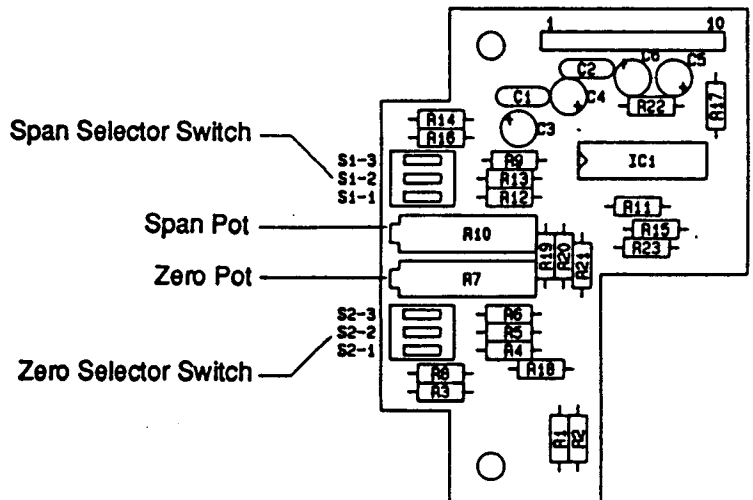 1 10
C6 C5
C2
C1 C4
R22
R17
R14
R16
C3
Span Selector Switch
S1-3
S1-2
S1-1
R9
R13
R12
IC1
R11
R15
R23
Span Pot
R10
Zero Pot
R7
R19
R20
R21
S2-3
S2-2
S2-1
R6
R5
R4
R18
Zero Selector Switch
R8
R3
R1
R2